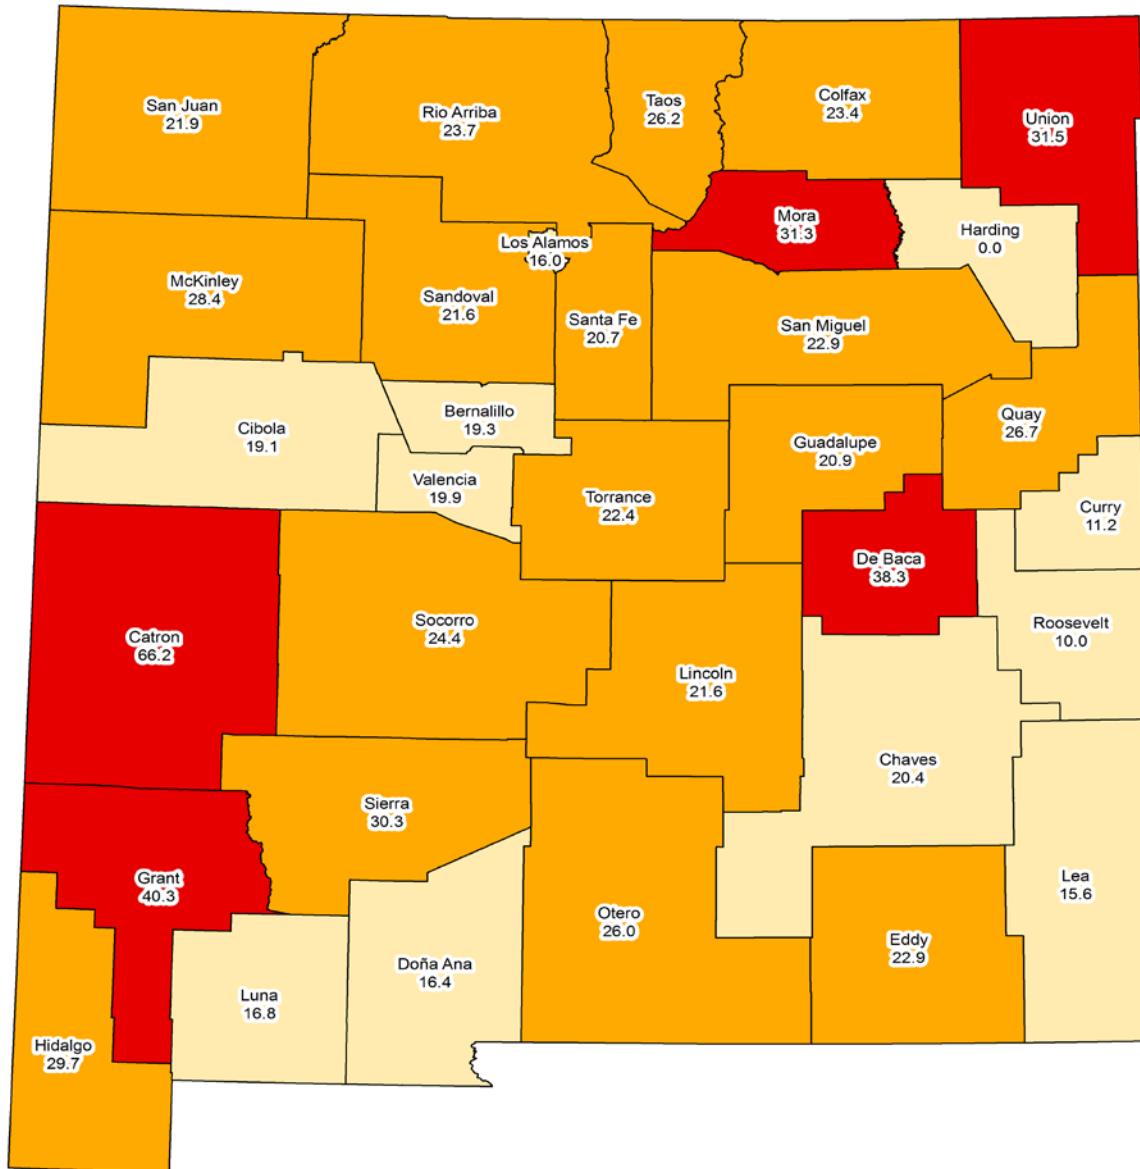 San Juan
21.9
Rio Arriba
23.7
Taos
26.2
Colfax
23.4
Union
31.5
Mora
31.3
Harding
0.0
Los Alamos
16.0
McKinley
28.4
Sandoval
21.6
Santa Fe
20.7
San Miguel
22.9
Cibola
19.1
Bernalillo
19.3
Quay
26.7
Guadalupe
20.9
Valencia
19.9
Torrance
22.4
Curry
11.2
De Baca
38.3
Catron
66.2
Socorro
24.4
Roosevelt
10.0
Lincoln
21.6
Chaves
20.4
Sierra
30.3
Grant
40.3
Lea
15.6
Otero
26.0
Eddy
22.9
Doña Ana
16.4
Luna
16.8
Hidalgo
29.7